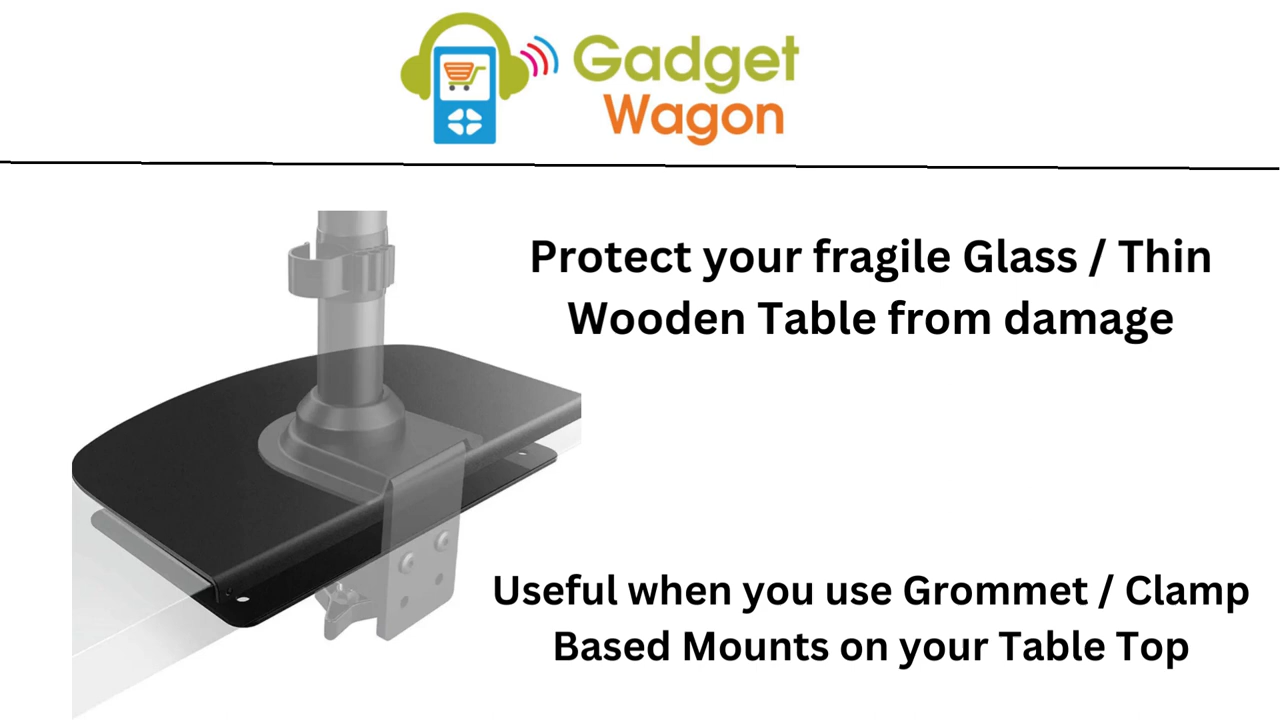 Gadget
Wagon
Protect your fragile Glass / Thin
Wooden Table from damage
Useful when you use Grommet / Clamp
Based Mounts on your Table Top